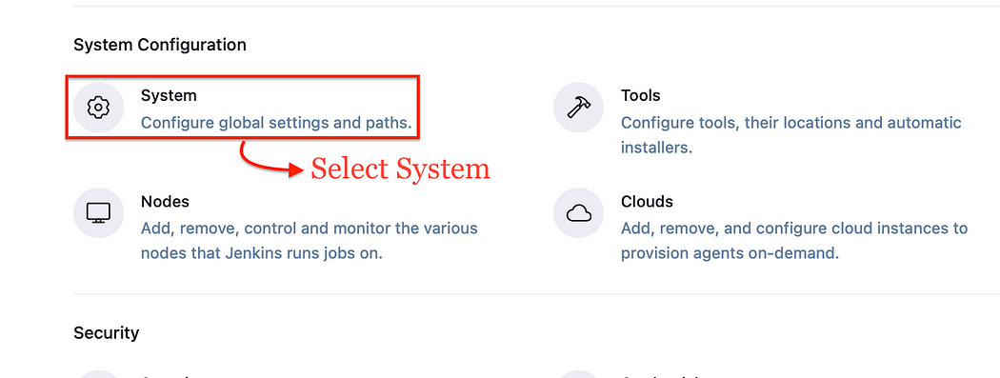 System Configuration
System
Configure global settings and paths.
Select System
Tools
Configure tools, their locations and automatic
installers.
Nodes
Add, remove, control and monitor the various
nodes that Jenkins runs jobs on.
Clouds
Add, remove, and configure cloud instances to
provision agents on-demand.
Security